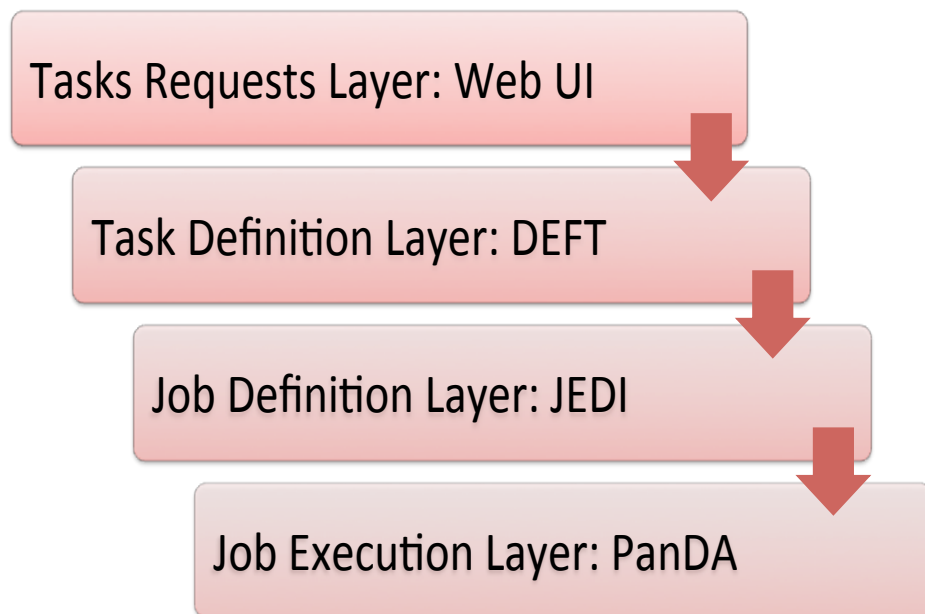 Tasks Requests Layer: Web UI
Task Definition Layer: DEFT
Job Definition Layer: JEDI
Job Execution Layer: PanDA